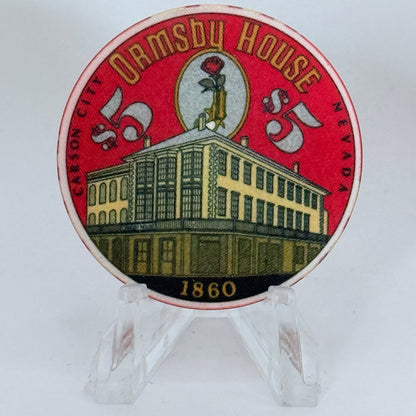 Ormsby House
$5 $5
CARSON CITY
NEVADA
1860